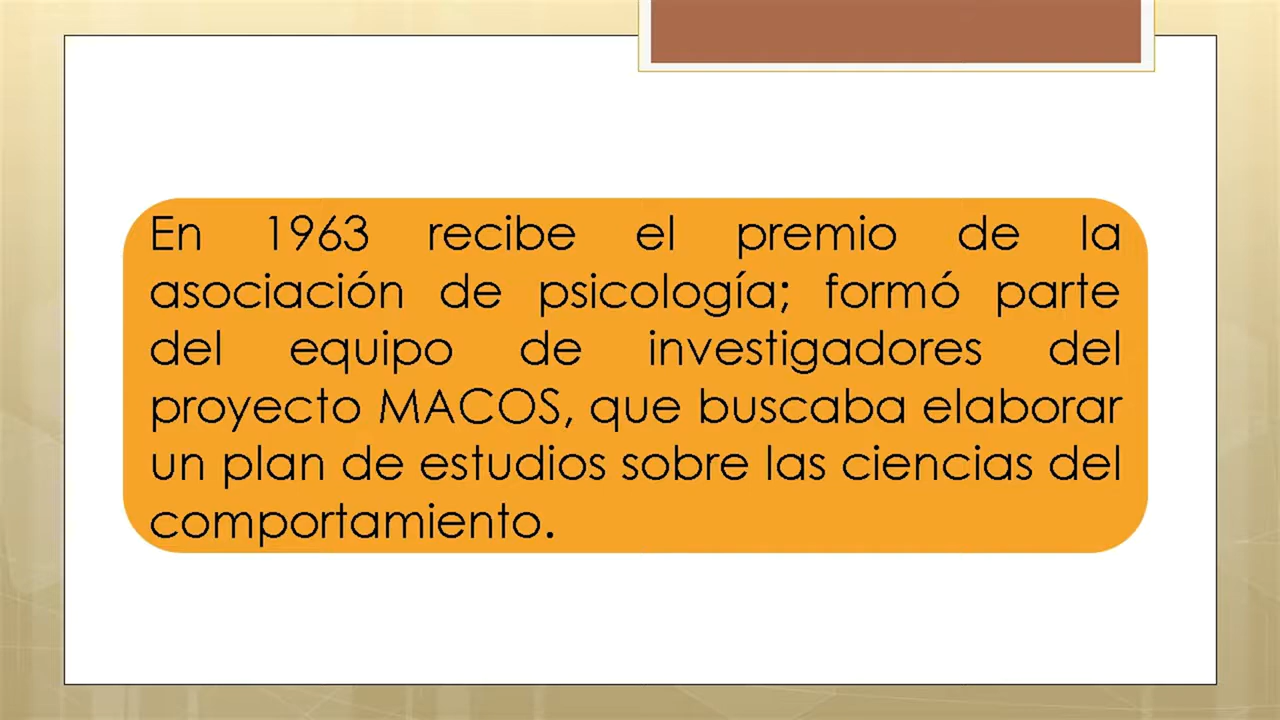 En 1963 recibe el premio de la
asociación de psicología; formó parte
del equipo de investigadores del
proyecto MACOS, que buscaba elaborar
un plan de estudios sobre las ciencias del
comportamiento.